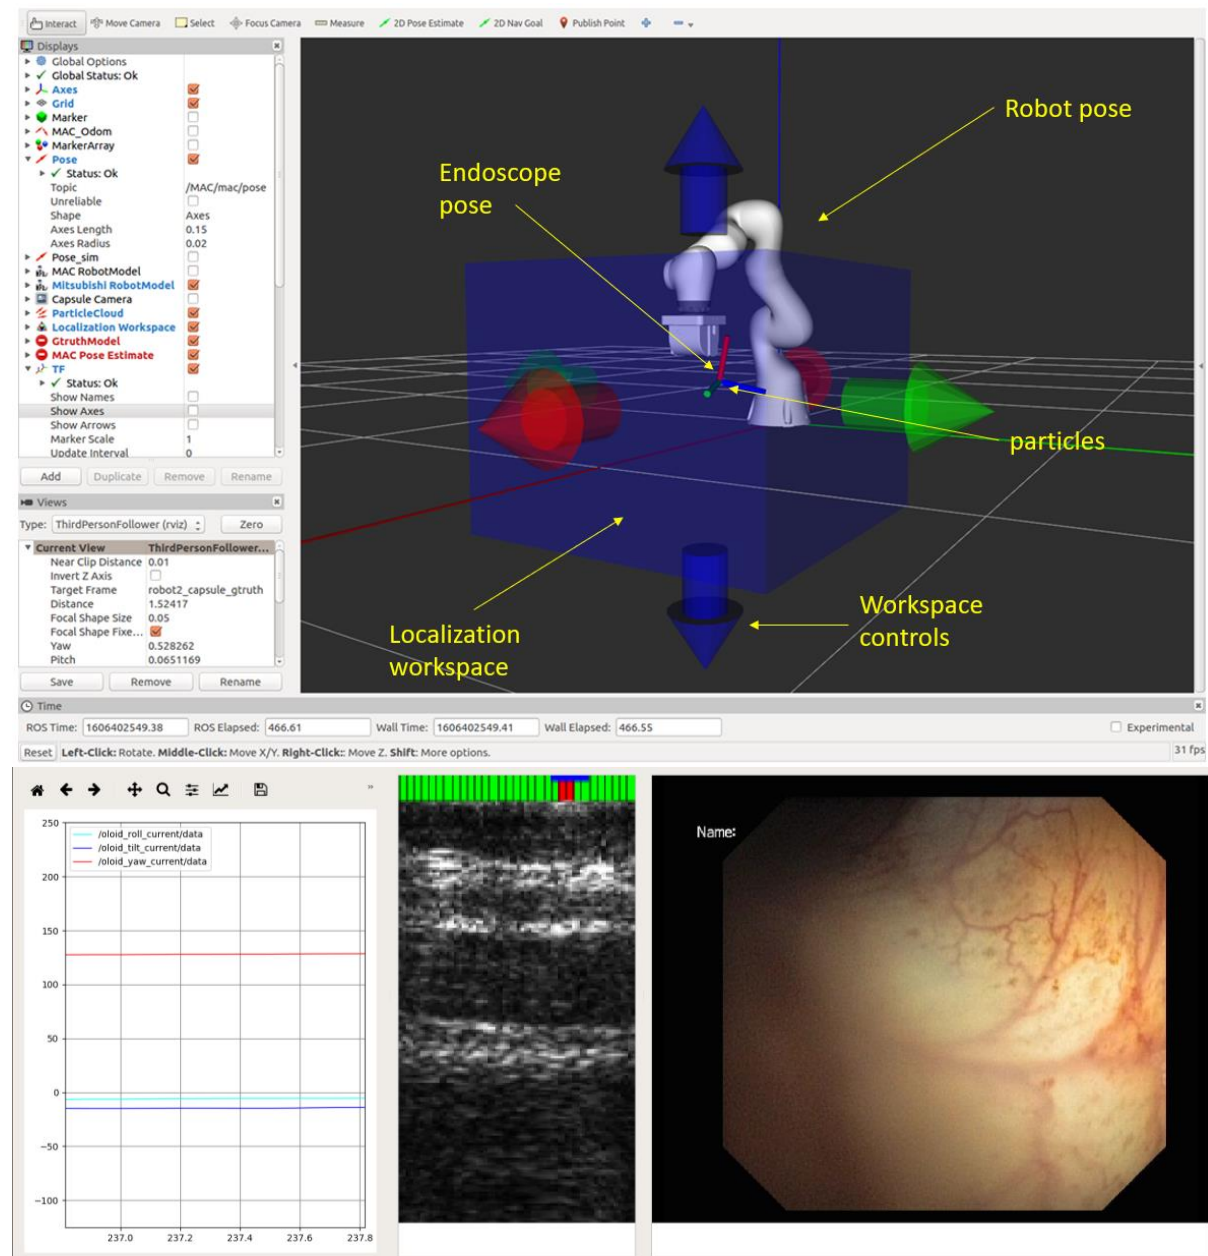 Interact Move Camera Select Focus Camera Measure 2D Pose Estimate 2D Nav Goal Publish Point
Displays
Global Options
Global Status: Ok
Axes
Grid
Marker
MAC_Odom
MarkerArray
Pose
Status: Ok
Topic /MAC/mac/pose
Unreliable
Shape Axes
Axes Length 0.15
Axes Radius 0.02
Pose_sim
MAC RobotModel
Mitsubishi RobotModel
Capsule Camera
ParticleCloud
Localization Workspace
GtruthModel
MAC Pose Estimate
TF
Status: Ok
Show Names
Show Axes
Show Arrows
Marker Scale 1
Update Interval 0
Add Duplicate Remove Rename
Views
Type: ThirdPersonFollower (rviz) Zero
Current View ThirdPersonFollower...
Near Clip Distance 0.01
Invert Z Axis
Target Frame robot2_capsule_gtruth
Distance 1.52417
Focal Shape Size 0.05
Focal Shape Fixe...
Yaw 0.528262
Pitch 0.0651169
Save Remove Rename
Robot pose
Endoscope
pose
particles
Localization
workspace
Workspace
controls
Time
ROS Time: 1606402549.38 ROS Elapsed: 466.61 Wall Time: 1606402549.41 Wall Elapsed: 466.55 Experimental
Reset Left-Click: Rotate. Middle-Click: Move X/Y. Right-Click:: Move Z. Shift: More options. 31 fps
/oloid_roll_current/data
/oloid_tilt_current/data
/oloid_yaw_current/data
250
200
150
100
50
0
−50
−100
237.0 237.2 237.4 237.6 237.8
Name: